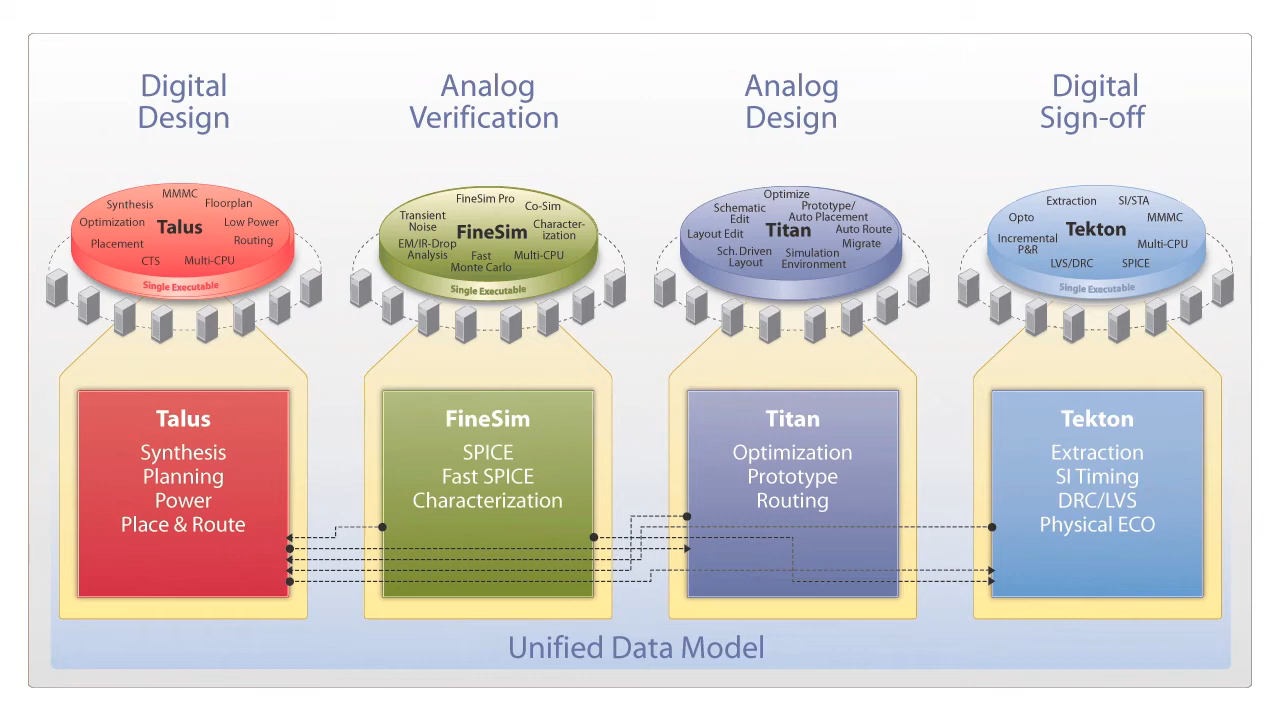 Digital
Design
Analog
Verification
Analog
Design
Digital
Sign-off
MMMC
Synthesis
Floorplan
Optimization
Talus
Low Power
Placement
Routing
CTS
Multi-CPU
Single Executable
FineSim Pro
Co-Sim
Transient
Noise
FineSim
Character-
ization
EM/IR-Drop
Analysis
Fast
Monte Carlo
Multi-CPU
Single Executable
Optimize
Schematic
Edit
Prototype/
Auto Placement
Layout Edit
Titan
Auto Route
Migrate
Sch. Driven
Layout
Simulation
Environment
Extraction
SI/STA
Opto
MMMC
Tekton
Incremental
P&R
Multi-CPU
LVS/DRC
SPICE
Single Executable
Talus
Synthesis
Planning
Power
Place & Route
FineSim
SPICE
Fast SPICE
Characterization
Titan
Optimization
Prototype
Routing
Tekton
Extraction
SI Timing
DRC/LVS
Physical ECO
Unified Data Model